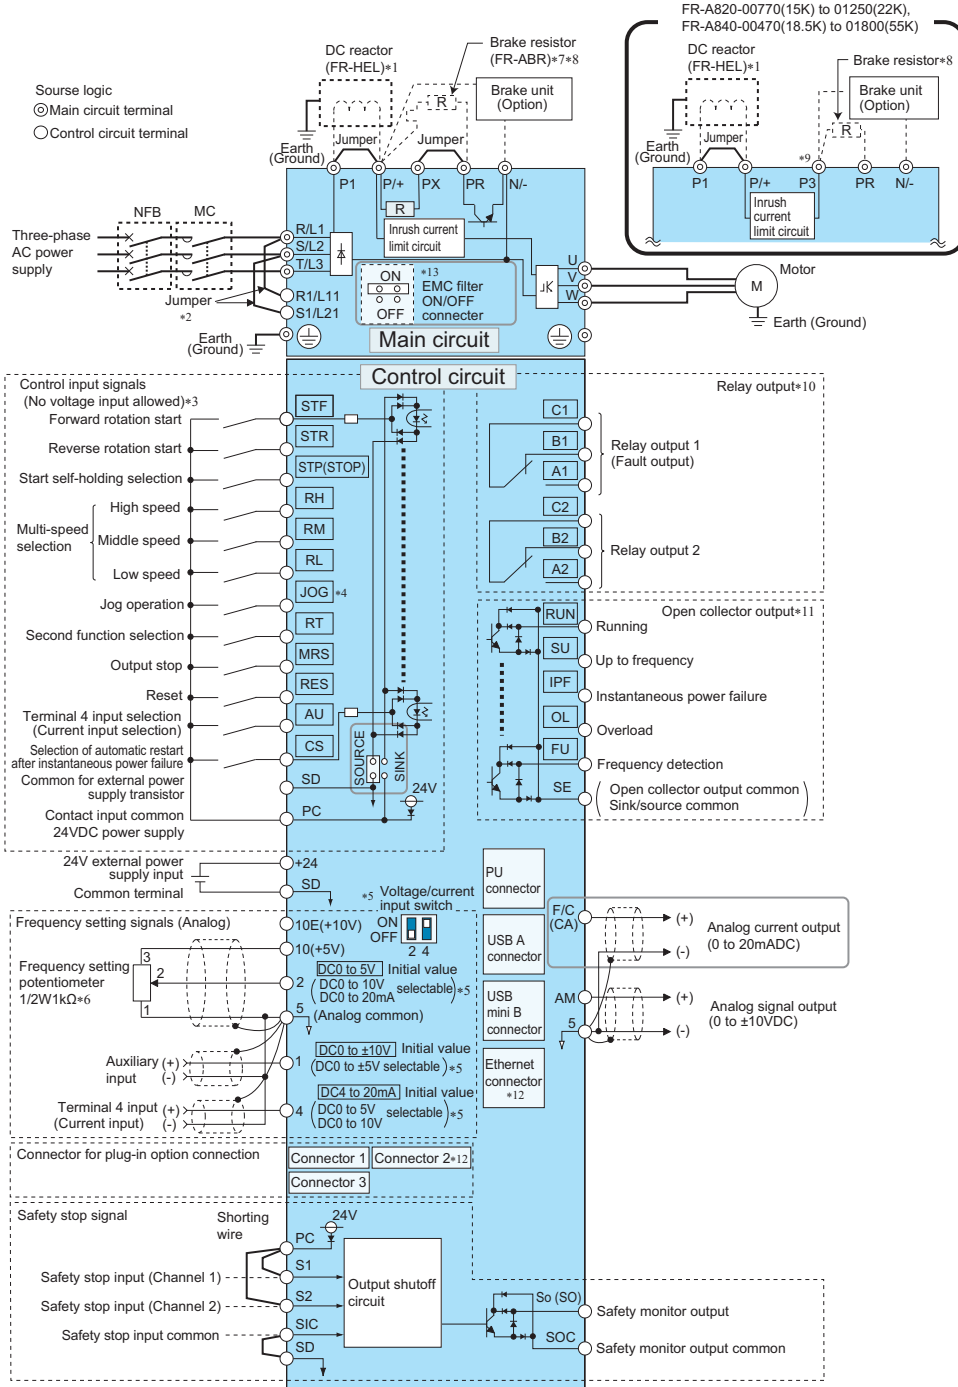 FR-A820-00770(15K) to 01250(22K),
FR-A840-00470(18.5K) to 01800(55K)
DC reactor
(FR-HEL)*1
Brake resistor*8
Brake unit
(Option)
R
Jumper
Earth
(Ground)
*9
P1
P/+
P3
PR
N/-
Inrush
current
limit circuit
Sourse logic
Main circuit terminal
Control circuit terminal
DC reactor
(FR-HEL)*1
Brake resistor
(FR-ABR)*7*8
Brake unit
(Option)
R
Earth
(Ground)
Jumper
Jumper
P1
P/+
PX
PR
N/-
R
Inrush current
limit circuit
NFB
MC
Three-phase
AC power
supply
R/L1
S/L2
T/L3
R1/L11
S1/L21
Jumper
*2
Earth
(Ground)
ON
OFF
*13
EMC filter
ON/OFF
connecter
Main circuit
U
V
W
Motor
M
Earth (Ground)
Control circuit
Control input signals
(No voltage input allowed)*3
Forward rotation start
STF
Reverse rotation start
STR
Start self-holding selection
STP(STOP)
Multi-speed
selection
High speed
RH
Middle speed
RM
Low speed
RL
Jog operation
JOG *4
Second function selection
RT
Output stop
MRS
Reset
RES
Terminal 4 input selection
(Current input selection)
AU
Selection of automatic restart
after instantaneous power failure
CS
Common for external power
supply transistor
SD
Contact input common
24VDC power supply
PC
SOURCE
SINK
24V
Relay output*10
C1
B1
A1
Relay output 1
(Fault output)
C2
B2
A2
Relay output 2
Open collector output*11
RUN
Running
SU
Up to frequency
IPF
Instantaneous power failure
OL
Overload
FU
Frequency detection
SE
Open collector output common
Sink/source common
24V external power
supply input
+24
Common terminal
SD
*5 Voltage/current
input switch
ON
OFF
2 4
Frequency setting signals (Analog)
10E(+10V)
10(+5V)
Frequency setting
potentiometer
1/2W1kΩ*6
3
2
1
2
DC0 to 5V Initial value
DC0 to 10V
DC0 to 20mA
selectable *5
5
(Analog common)
Auxiliary
input
(+)
(-)
1
DC0 to ±10V Initial value
(DC0 to ±5V selectable) *5
Terminal 4 input
(Current input)
(+)
(-)
4
DC4 to 20mA Initial value
DC0 to 5V
DC0 to 10V
selectable *5
PU
connector
USB A
connector
USB
mini B
connector
Ethernet
connector
*12
F/C
(CA)
(+)
(-)
Analog current output
(0 to 20mADC)
AM
5
(+)
(-)
Analog signal output
(0 to ±10VDC)
Connector for plug-in option connection
Connector 1
Connector 2*12
Connector 3
Safety stop signal
Shorting
wire
24V
PC
Safety stop input (Channel 1)
S1
Safety stop input (Channel 2)
S2
Safety stop input common
SIC
SD
Output shutoff
circuit
So (SO)
Safety monitor output
SOC
Safety monitor output common